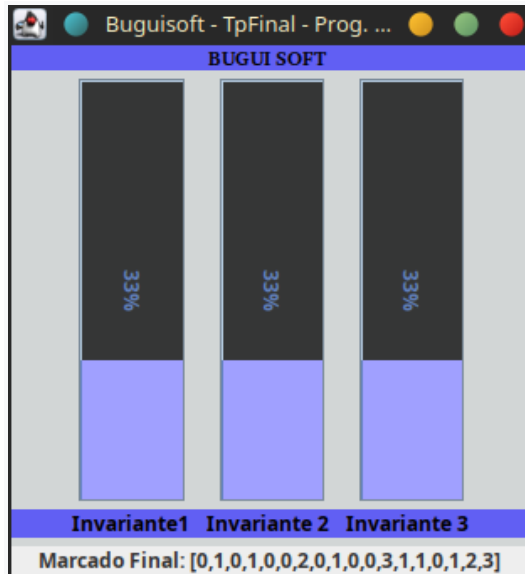 Buguisoft - TpFinal - Prog. ...
BUGUI SOFT
33% 33% 33%
Invariante1 Invariante 2 Invariante 3
Marcado Final: [0,1,0,1,0,0,2,0,1,0,0,3,1,1,0,1,2,3]